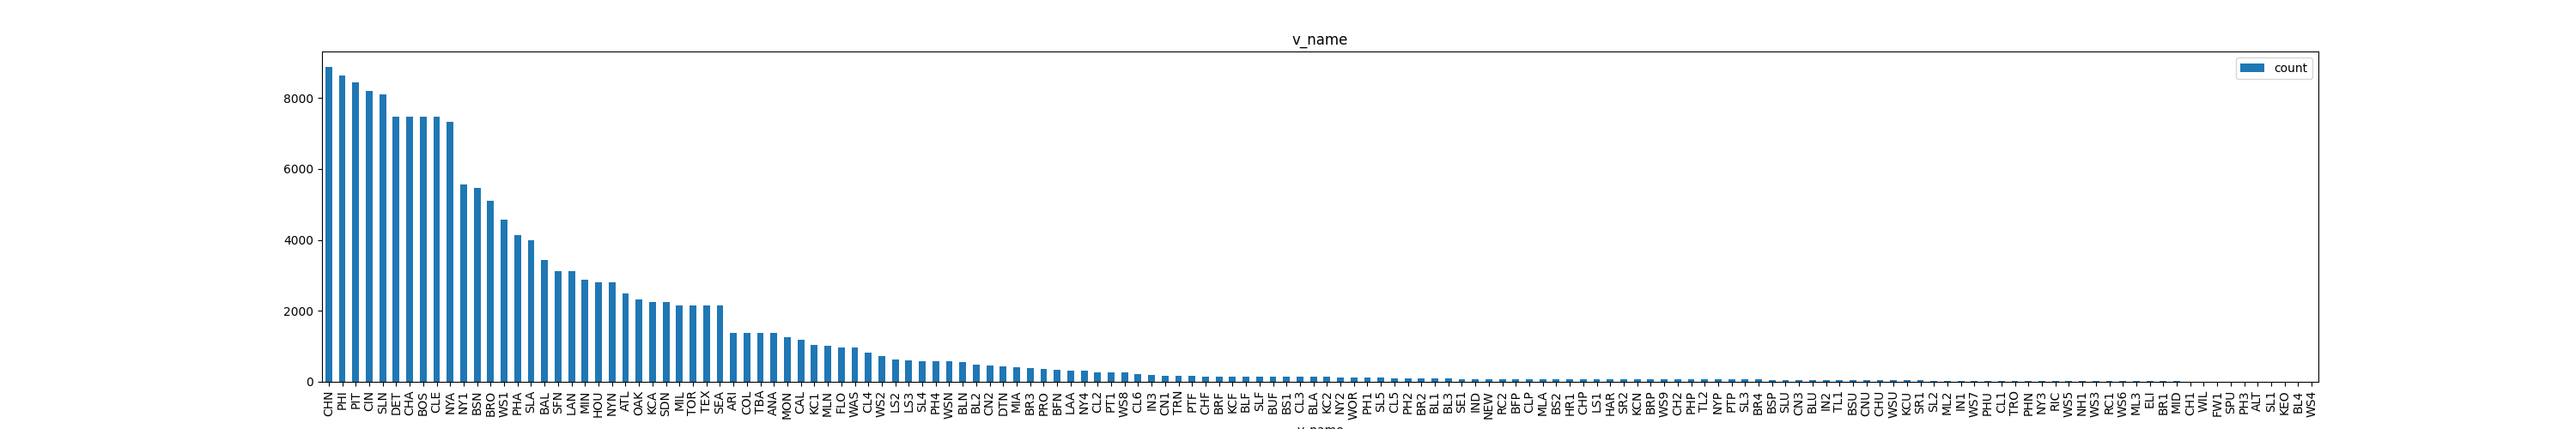 v_name
count
8000
6000
4000
2000
0
CHN PHI PIT CIN SLN DET CHA BOS CLE NYA NY1 BSN BRO WS1 PHA SLA BAL SFN LAN MIN HOU NYN ATL OAK KCA SDN MIL TOR TEX SEA ARI COL TBA ANA MON CAL KC1 MLN FLO WAS CL4 WS2 LS2 LS3 SL4 PH4 WSN BLN BL2 CN2 DTN MIA BR3 PRO BFN LAA NY4 CL2 PT1 WS8 CL6 IN3 CN1 TRN PTF CHF BRF KCF BLF SLF BUF BS1 CL3 BLA KC2 NY2 WOR PH1 SL5 CL5 PH2 BR2 BL1 BL3 SE1 IND NEW RC2 BFP CLP MLA BS2 HR1 CHP LS1 HAR SR2 KCN BRP WS9 CH2 PHP TL2 NYP PTP SL3 BR4 BSP SLU CN3 BLU IN2 TL1 BSU CNU CHU WSU KCU SR1 SL2 ML2 IN1 WS7 PHU CL1 TRO PHN NY3 RIC WS5 NH1 WS3 RC1 WS6 ML3 ELI BR1 MID CH1 WIL FW1 SPU PH3 ALT SL1 KEO BL4 WS4
v_name